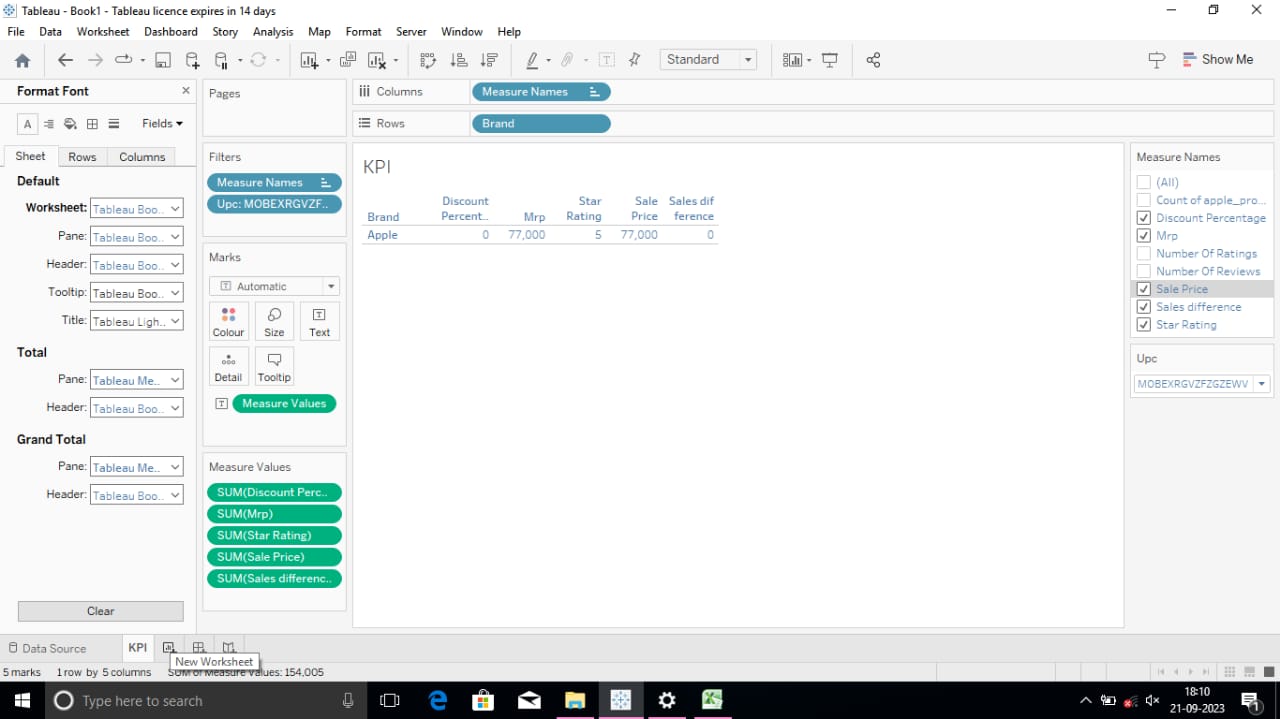 Tableau - Book1 - Tableau licence expires in 14 days
File Data Worksheet Dashboard Story Analysis Map Format Server Window Help
Standard
Show Me
Format Font
Fields
Sheet Rows Columns
Default
Worksheet: Tableau Boo..
Pane: Tableau Boo..
Header: Tableau Boo..
Tooltip: Tableau Boo..
Title: Tableau Ligh..
Total
Pane: Tableau Me..
Header: Tableau Boo..
Grand Total
Pane: Tableau Me..
Header: Tableau Boo..
Clear
Pages
Filters
Measure Names
Upc: MOBEXRGVZF..
Marks
Automatic
Colour Size Text
Detail Tooltip
Measure Values
Measure Values
SUM(Discount Perc..
SUM(Mrp)
SUM(Star Rating)
SUM(Sale Price)
SUM(Sales differenc..
Columns Measure Names
Rows Brand
KPI
Discount Star Sale Sales dif
Brand Percent.. Mrp Rating Price ference
Apple 0 77,000 5 77,000 0
Measure Names
(All)
Count of apple_pro...
Discount Percentage
Mrp
Number Of Ratings
Number Of Reviews
Sale Price
Sales difference
Star Rating
Upc
MOBEXRGVZFZGZEWV
Data Source KPI
New Worksheet
5 marks 1 row by 5 columns SUM of Measure Values: 154,005
Type here to search
18:10
21-09-2023
1